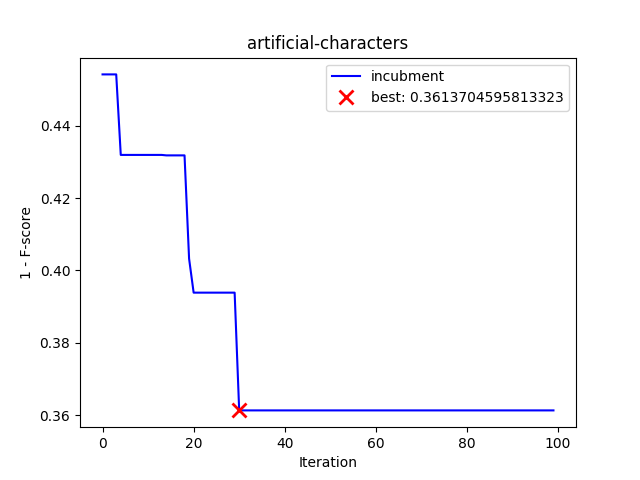 artificial-characters
incubment
best: 0.3613704595813323
1 - F-score
0.44
0.42
0.40
0.38
0.36
0
20
40
60
80
100
Iteration